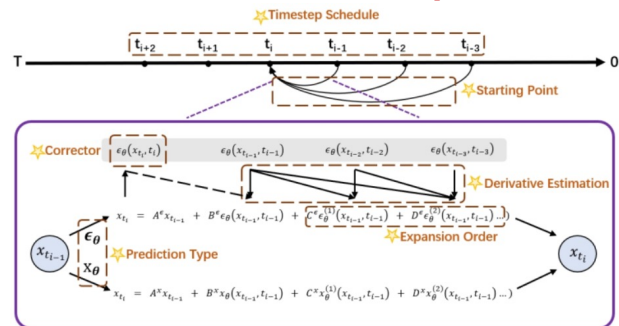 Timestep Schedule
t_{i+2} t_{i+1} t_i t_{i-1} t_{i-2} t_{i-3}
T 0
Starting Point
Corrector ϵ_θ(x_{t_i}, t_i) ϵ_θ(x_{t_{i-1}}, t_{i-1}) ϵ_θ(x_{t_{i-2}}, t_{i-2}) ϵ_θ(x_{t_{i-3}}, t_{i-3})
Derivative Estimation
x_{t_i} = A^ϵ x_{t_{i-1}} + B^ϵ ϵ_θ(x_{t_{i-1}}, t_{i-1}) + C^ϵ ϵ_θ^{(1)}(x_{t_{i-1}}, t_{i-1}) + D^ϵ ϵ_θ^{(2)}(x_{t_{i-1}}, t_{i-1}) ...)
ϵ_θ Expansion Order
x_{t_{i-1}} Prediction Type x_{t_i}
x_θ
x_{t_i} = A^x x_{t_{i-1}} + B^x x_θ(x_{t_{i-1}}, t_{i-1}) + C^x x_θ^{(1)}(x_{t_{i-1}}, t_{i-1}) + D^x x_θ^{(2)}(x_{t_{i-1}}, t_{i-1}) ...)